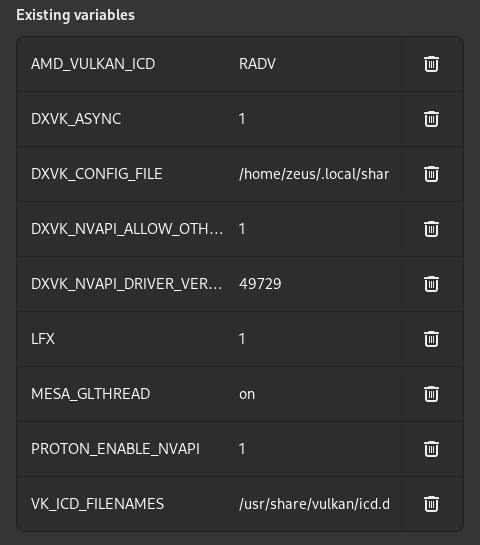 Existing variables
AMD_VULKAN_ICD RADV
DXVK_ASYNC 1
DXVK_CONFIG_FILE /home/zeus/.local/shar
DXVK_NVAPI_ALLOW_OTH... 1
DXVK_NVAPI_DRIVER_VER... 49729
LFX 1
MESA_GLTHREAD on
PROTON_ENABLE_NVAPI 1
VK_ICD_FILENAMES /usr/share/vulkan/icd.d